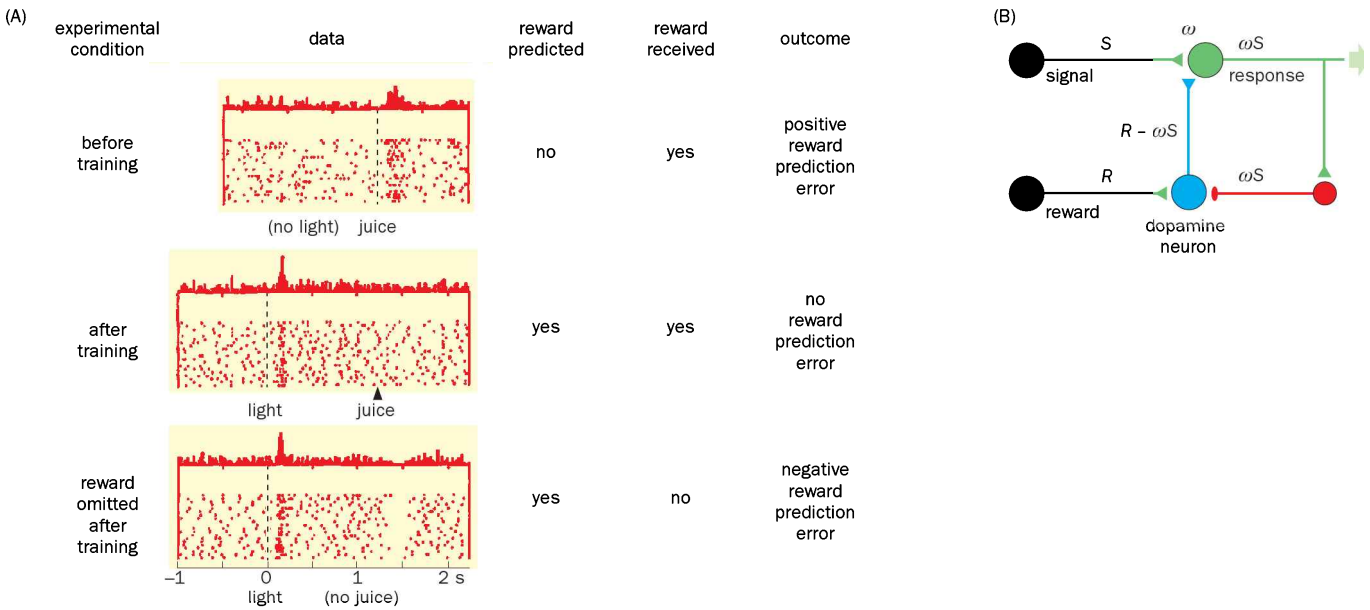 (A)
experimental
condition
data
reward
predicted
reward
received
outcome
before
training
(no light) juice
no
yes
positive
reward
prediction
error
after
training
light juice
yes
yes
no
reward
prediction
error
reward
omitted
after
training
–1 0 1 2 s
light (no juice)
yes
no
negative
reward
prediction
error
(B)
S
ω
ωS
signal
response
R – ωS
R
ωS
reward
dopamine
neuron